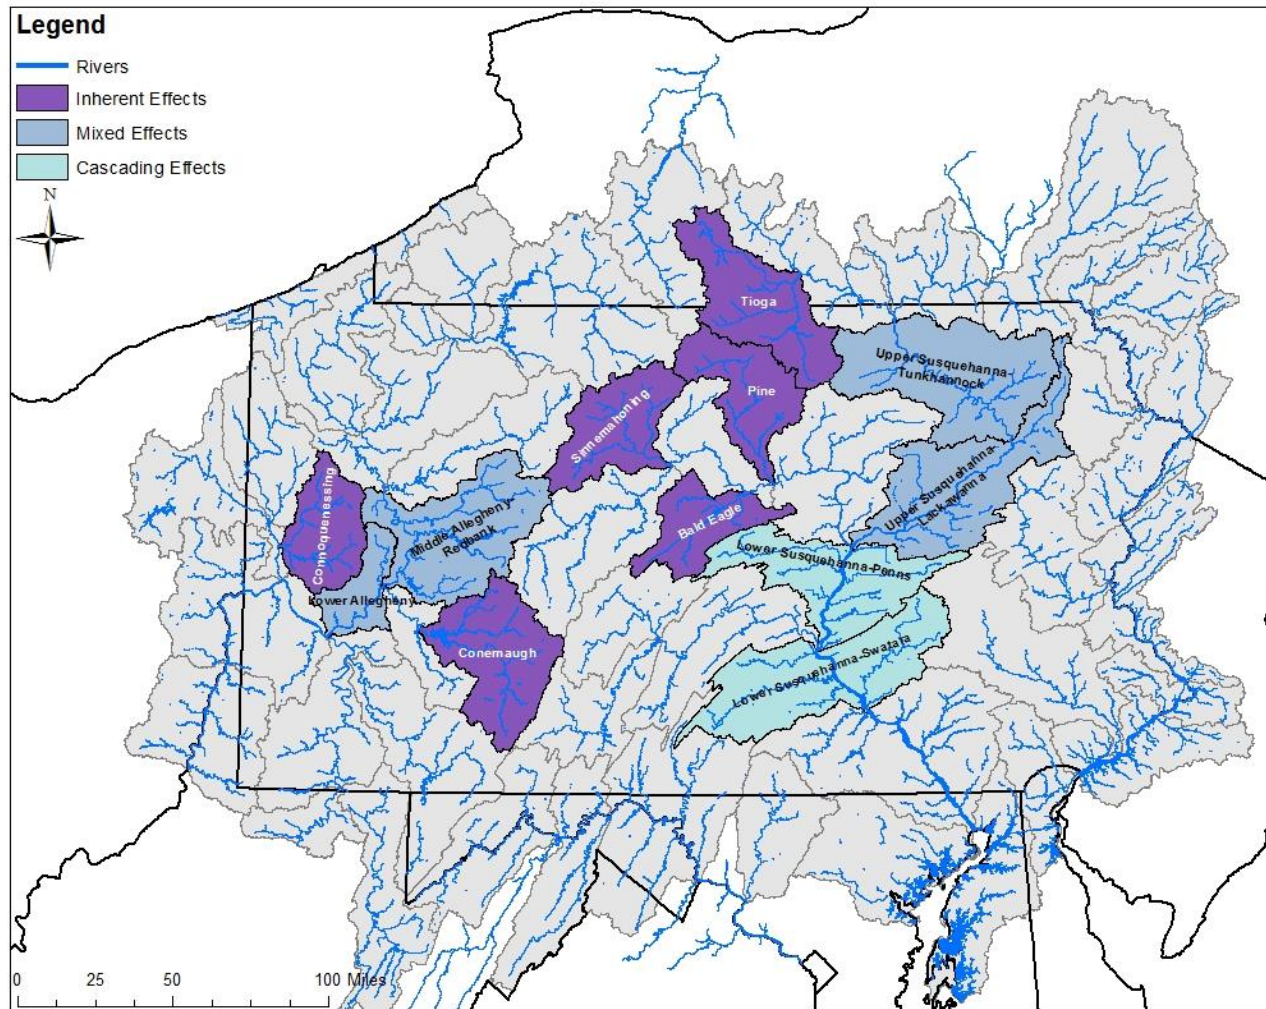 Legend
Rivers
Inherent Effects
Mixed Effects
Cascading Effects
N
Tioga
Upper Susquehanna-
Tunkhannock
Pine
Sinnemahoning
Upper Susquehanna-
Lackawanna
Connoquenessing
Middle Allegheny-
Redbank
Bald Eagle
Lower Susquehanna-Penns
Lower Allegheny
Conemaugh
Lower Susquehanna-Swatara
0 25 50 100 Miles